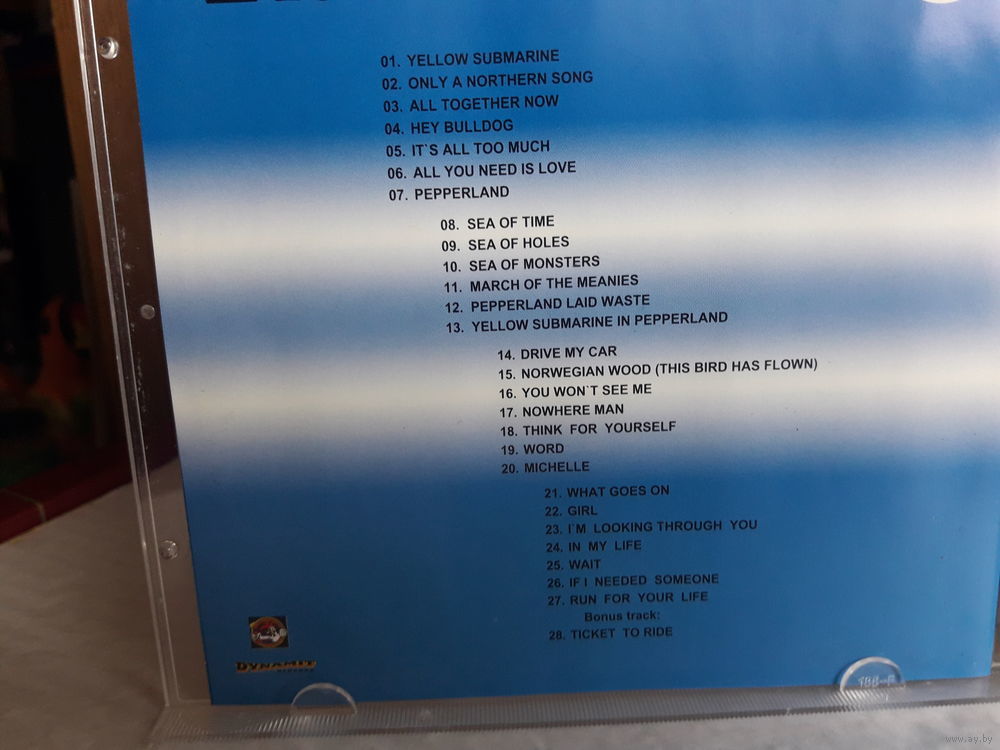 01. YELLOW SUBMARINE
02. ONLY A NORTHERN SONG
03. ALL TOGETHER NOW
04. HEY BULLDOG
05. IT`S ALL TOO MUCH
06. ALL YOU NEED IS LOVE
07. PEPPERLAND
08. SEA OF TIME
09. SEA OF HOLES
10. SEA OF MONSTERS
11. MARCH OF THE MEANIES
12. PEPPERLAND LAID WASTE
13. YELLOW SUBMARINE IN PEPPERLAND
14. DRIVE MY CAR
15. NORWEGIAN WOOD (THIS BIRD HAS FLOWN)
16. YOU WON`T SEE ME
17. NOWHERE MAN
18. THINK FOR YOURSELF
19. WORD
20. MICHELLE
21. WHAT GOES ON
22. GIRL
23. I`M LOOKING THROUGH YOU
24. IN MY LIFE
25. WAIT
26. IF I NEEDED SOMEONE
27. RUN FOR YOUR LIFE
Bonus track:
28. TICKET TO RIDE
DYNAMIT
www.ay.by